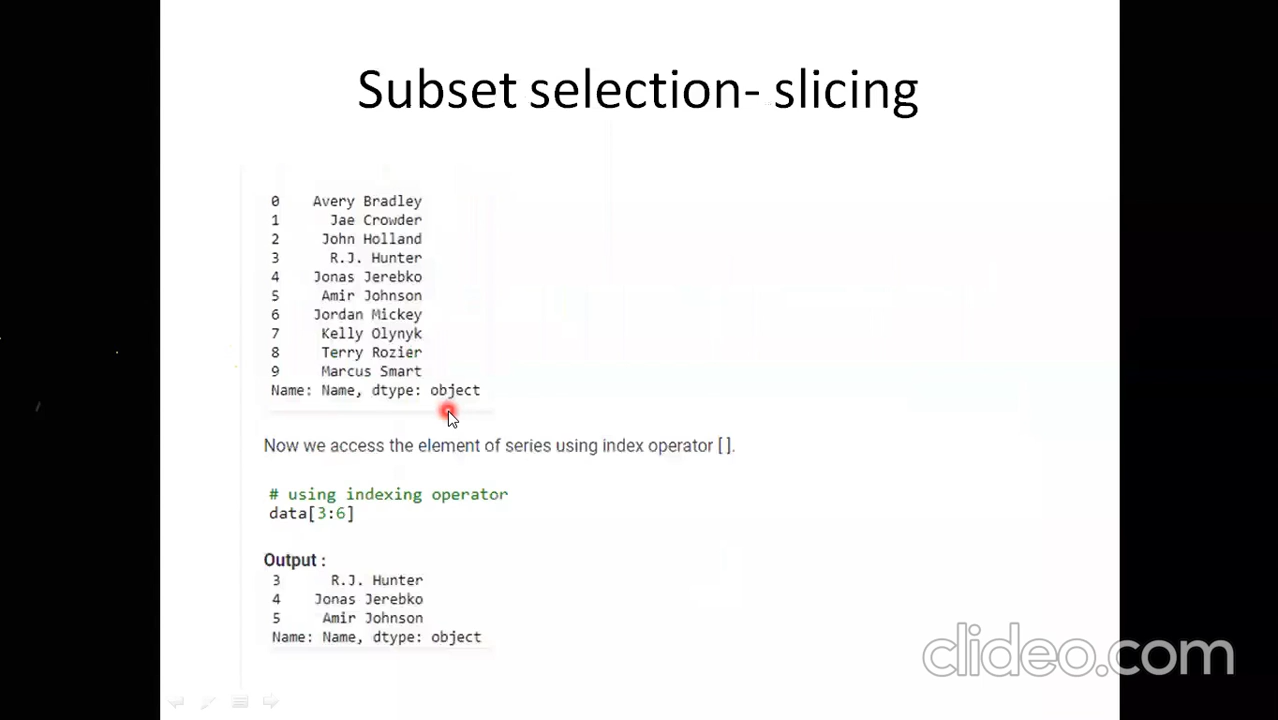 Subset selection- slicing
0 Avery Bradley
1 Jae Crowder
2 John Holland
3 R.J. Hunter
4 Jonas Jerebko
5 Amir Johnson
6 Jordan Mickey
7 Kelly Olynyk
8 Terry Rozier
9 Marcus Smart
Name: Name, dtype: object
Now we access the element of series using index operator [ ].
# using indexing operator
data[3:6]
Output :
3 R.J. Hunter
4 Jonas Jerebko
5 Amir Johnson
Name: Name, dtype: object
clideo.com